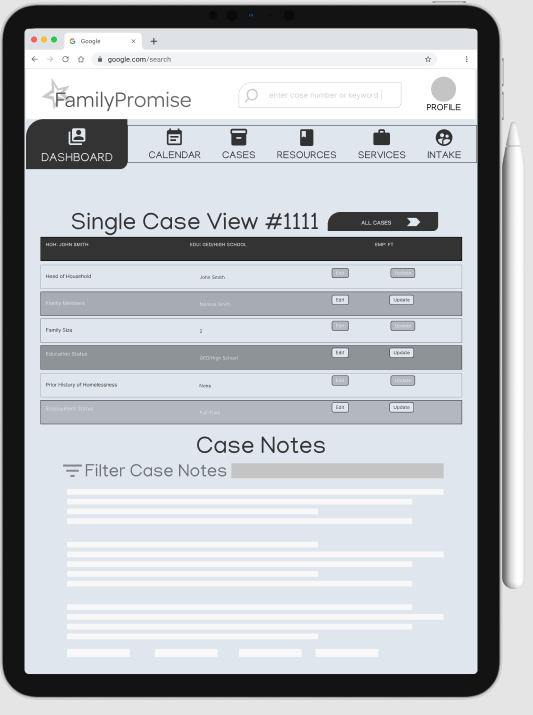 Google
google.com/search
FamilyPromise
enter case number or keyword
PROFILE
DASHBOARD
CALENDAR
CASES
RESOURCES
SERVICES
INTAKE
Single Case View #1111
ALL CASES
HOH: JOHN SMITH EDU: GED/HIGH SCHOOL EMP: FT
Head of Household John Smith Edit Update
Family Members Melissa Smith Edit Update
Family Size 2 Edit Update
Education Status GED/High School Edit Update
Prior History of Homelessness None Edit Update
Employment Status Full Time Edit Update
Case Notes
Filter Case Notes